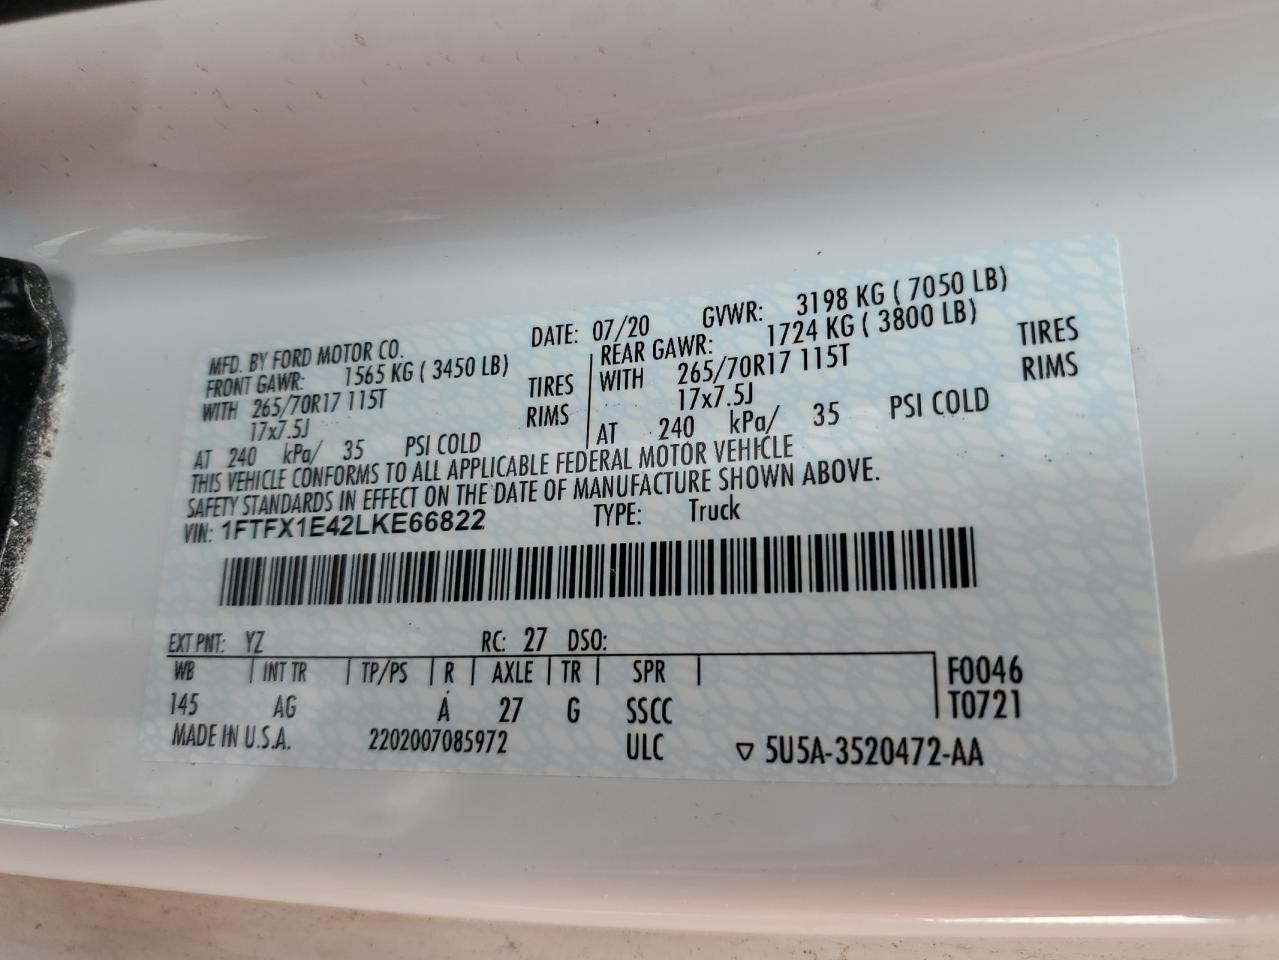 MFD. BY FORD MOTOR CO. DATE: 07/20 GVWR: 3198 KG ( 7050 LB)
FRONT GAWR: 1565 KG ( 3450 LB) REAR GAWR: 1724 KG ( 3800 LB)
WITH 265/70R17 115T TIRES WITH 265/70R17 115T TIRES
17x7.5J RIMS 17x7.5J RIMS
AT 240 kPa/ 35 PSI COLD AT 240 kPa/ 35 PSI COLD
THIS VEHICLE CONFORMS TO ALL APPLICABLE FEDERAL MOTOR VEHICLE
SAFETY STANDARDS IN EFFECT ON THE DATE OF MANUFACTURE SHOWN ABOVE.
VIN: 1FTFX1E42LKE66822 TYPE: Truck
EXT PNT: YZ RC: 27 DSO:
WB INT TR TP/PS R AXLE TR SPR F0046
145 AG A 27 G SSCC T0721
MADE IN U.S.A. 2202007085972 ULC ▽ 5U5A-3520472-AA